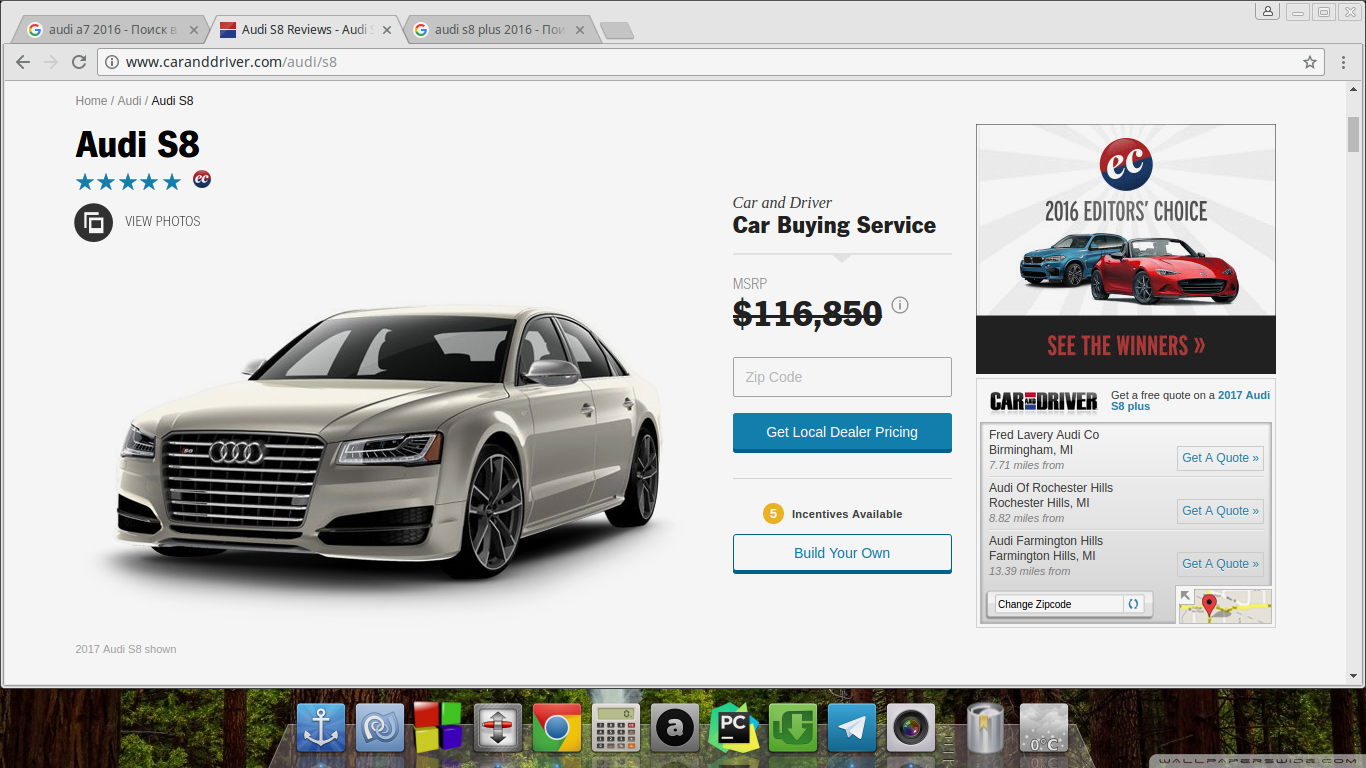 audi a7 2016 - Поиск в
Audi S8 Reviews - Audi S
audi s8 plus 2016 - Пои
www.caranddriver.com/audi/s8
Home / Audi / Audi S8
Audi S8
ec
VIEW PHOTOS
Car and Driver
Car Buying Service
MSRP
$116,850
Zip Code
Get Local Dealer Pricing
5 Incentives Available
Build Your Own
2017 Audi S8 shown
ec
2016 EDITORS' CHOICE
SEE THE WINNERS »
CAR AND DRIVER
Get a free quote on a 2017 Audi
S8 plus
Fred Lavery Audi Co
Birmingham, MI
7.71 miles from
Get A Quote »
Audi Of Rochester Hills
Rochester Hills, MI
8.82 miles from
Get A Quote »
Audi Farmington Hills
Farmington Hills, MI
13.39 miles from
Get A Quote »
Change Zipcode
0.
a
PC
0°C
WALLPAPERSWIDE.COM